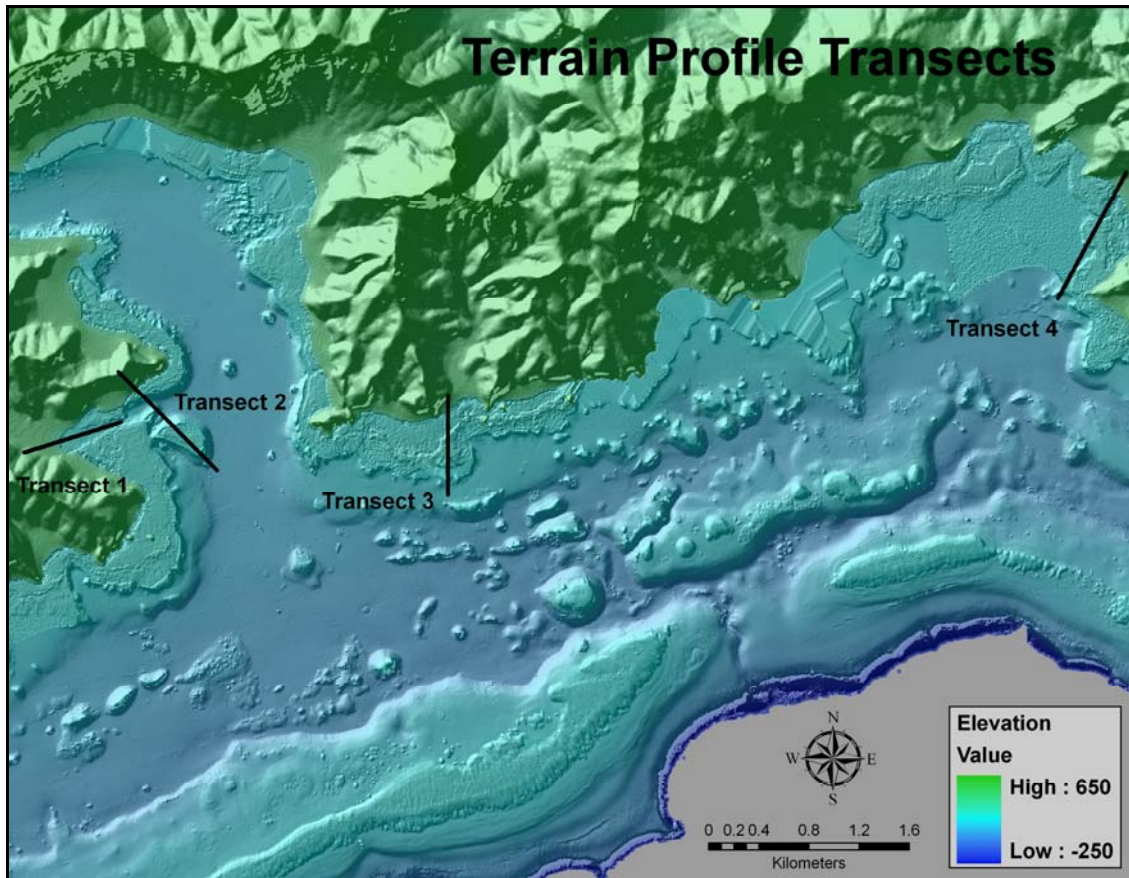 Terrain Profile Transects
Transect 4
Transect 2
Transect 1
Transect 3
N
W E
S
0 0.2 0.4 0.8 1.2 1.6
Kilometers
Elevation
Value
High : 650
Low : -250